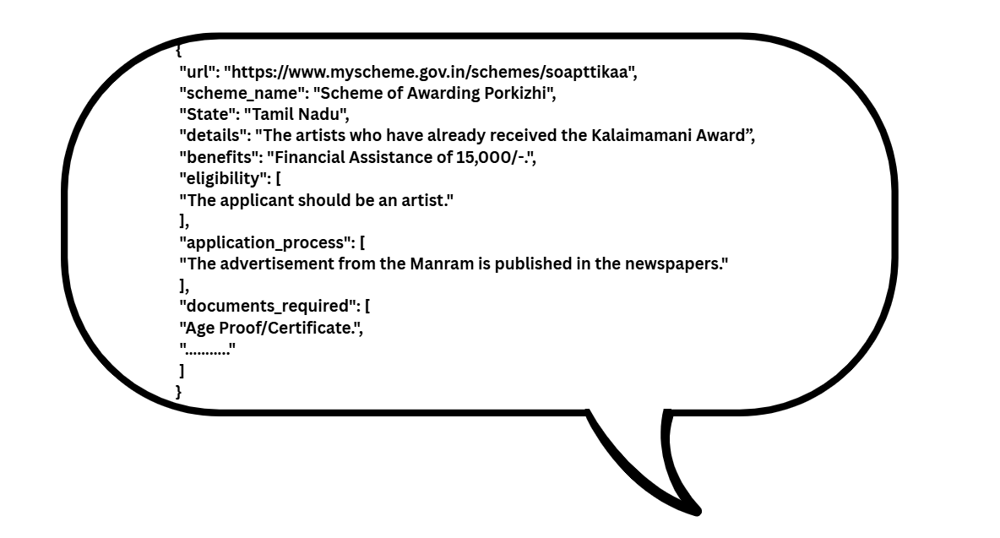 {
"url": "https://www.myscheme.gov.in/schemes/soapttikaa",
"scheme_name": "Scheme of Awarding Porkizhi",
"State": "Tamil Nadu",
"details": "The artists who have already received the Kalaimamani Award”,
"benefits": "Financial Assistance of 15,000/-.",
"eligibility": [
"The applicant should be an artist."
],
"application_process": [
"The advertisement from the Manram is published in the newspapers."
],
"documents_required": [
"Age Proof/Certificate.",
"..........."
]
}